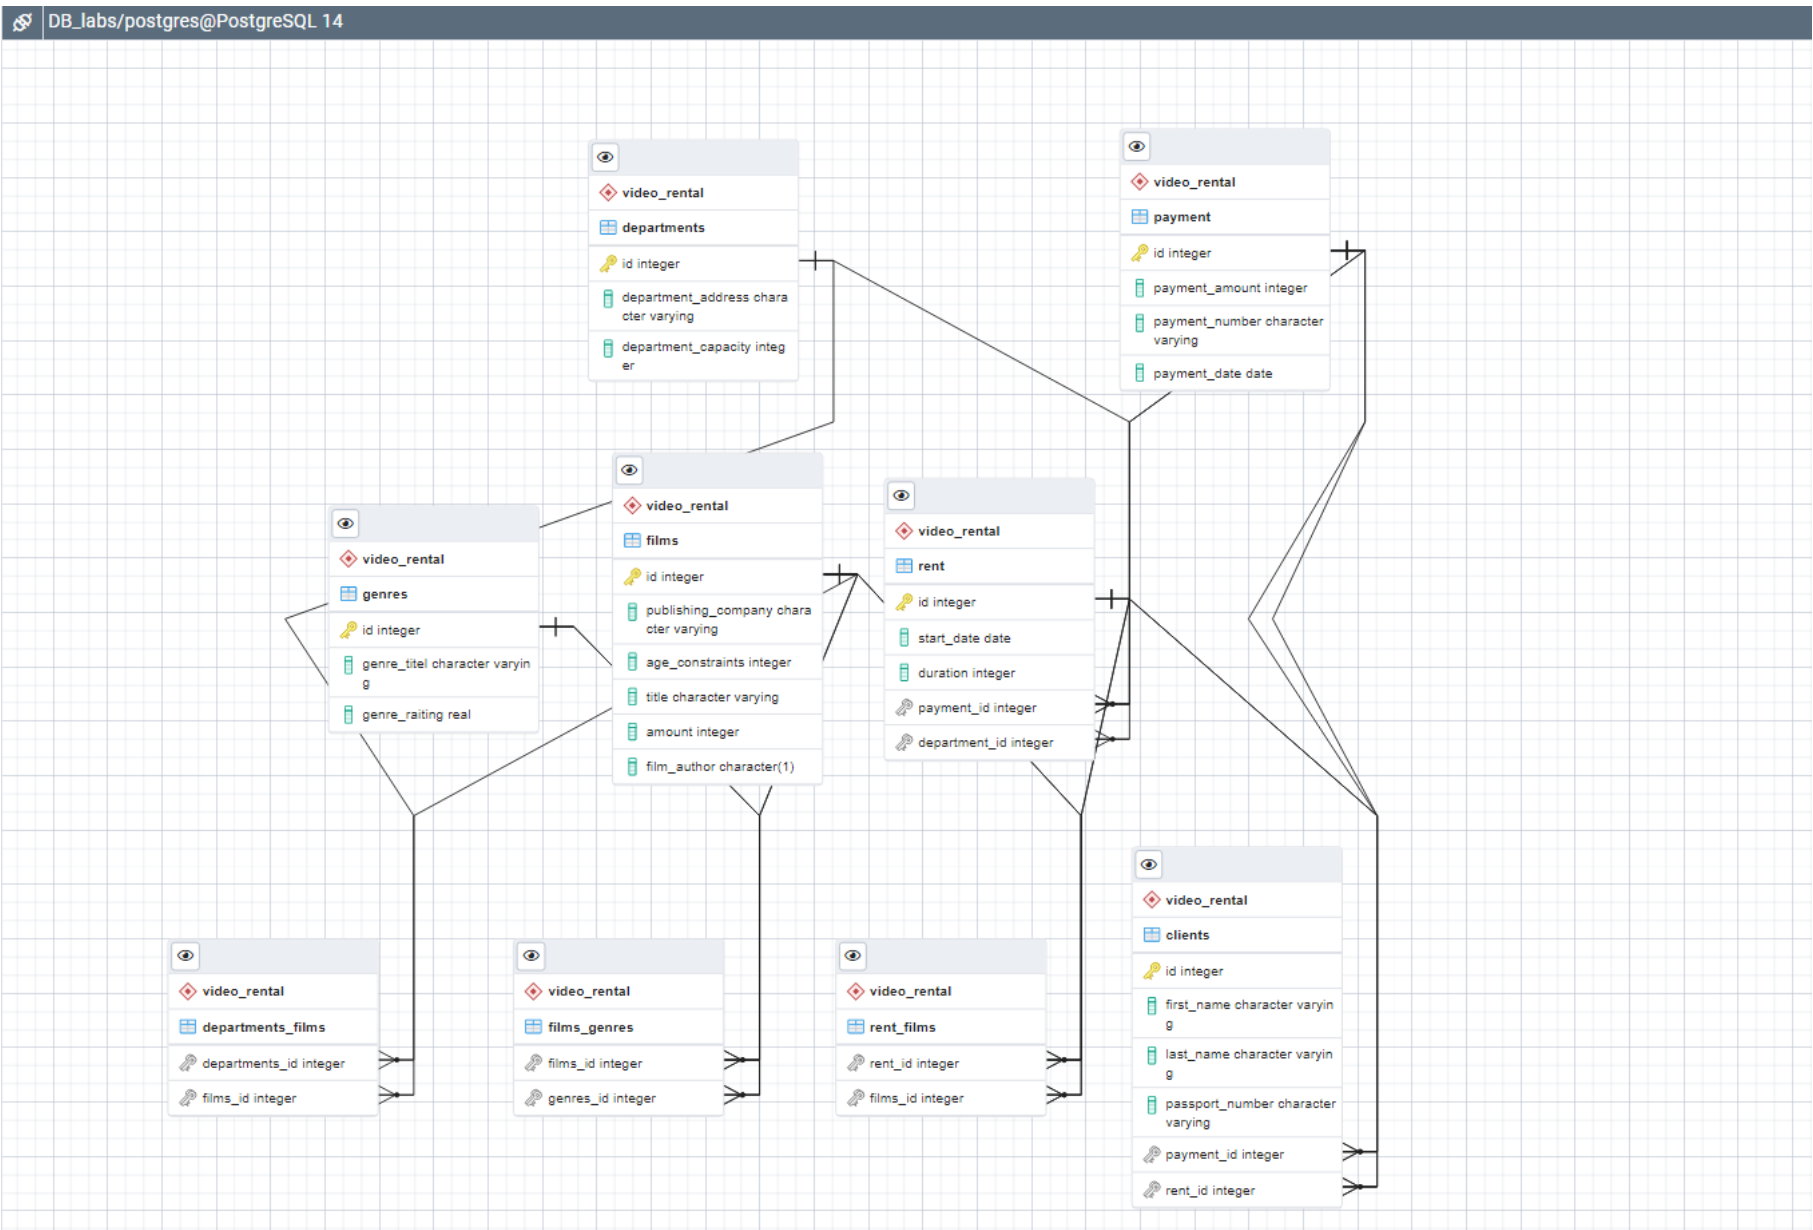 DB_labs/postgres@PostgreSQL 14
video_rental
departments
id integer
department_address chara
cter varying
department_capacity integ
er
video_rental
payment
id integer
payment_amount integer
payment_number character
varying
payment_date date
video_rental
genres
id integer
genre_titel character varyin
g
genre_raiting real
video_rental
films
id integer
publishing_company chara
cter varying
age_constraints integer
title character varying
amount integer
film_author character(1)
video_rental
rent
id integer
start_date date
duration integer
payment_id integer
department_id integer
video_rental
departments_films
departments_id integer
films_id integer
video_rental
films_genres
films_id integer
genres_id integer
video_rental
rent_films
rent_id integer
films_id integer
video_rental
clients
id integer
first_name character varyin
g
last_name character varyin
g
passport_number character
varying
payment_id integer
rent_id integer